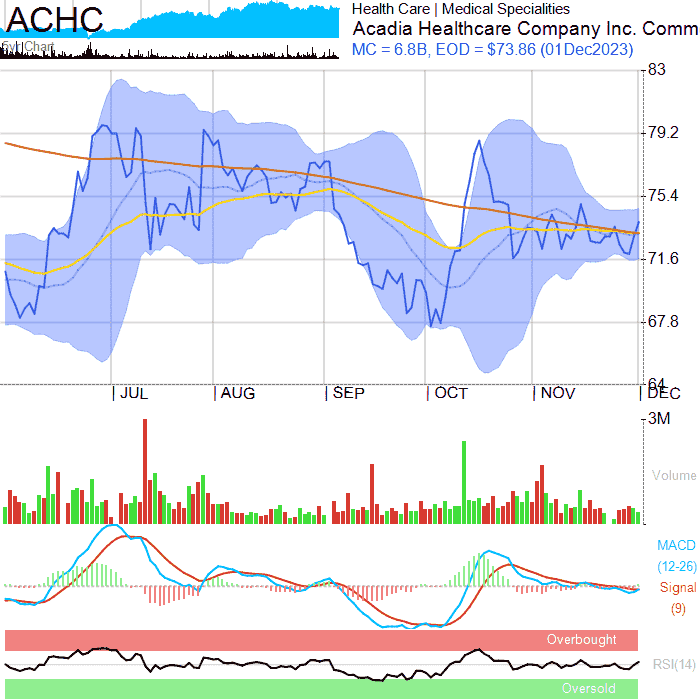 ACHC
5yr Chart
Health Care | Medical Specialities
Acadia Healthcare Company Inc. Comm
MC = 6.8B, EOD = $73.86 (01Dec2023)
83
79.2
75.4
71.6
67.8
64
JUL
AUG
SEP
OCT
NOV
DEC
3M
Volume
MACD
(12-26)
Signal
(9)
Overbought
RSI(14)
Oversold